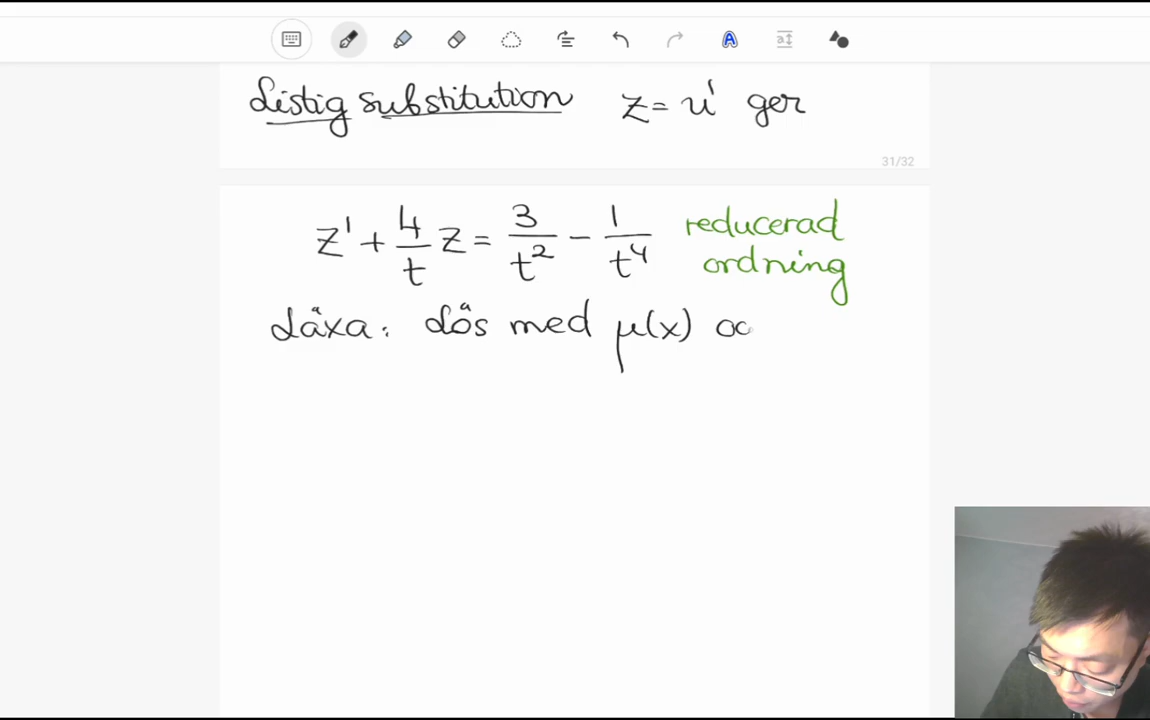 Listig substitution z = u' ger
31/32
z' + 4/t z = 3/t² − 1/t⁴ reducerad
ordning
Läxa: Lös med μ(x) oc